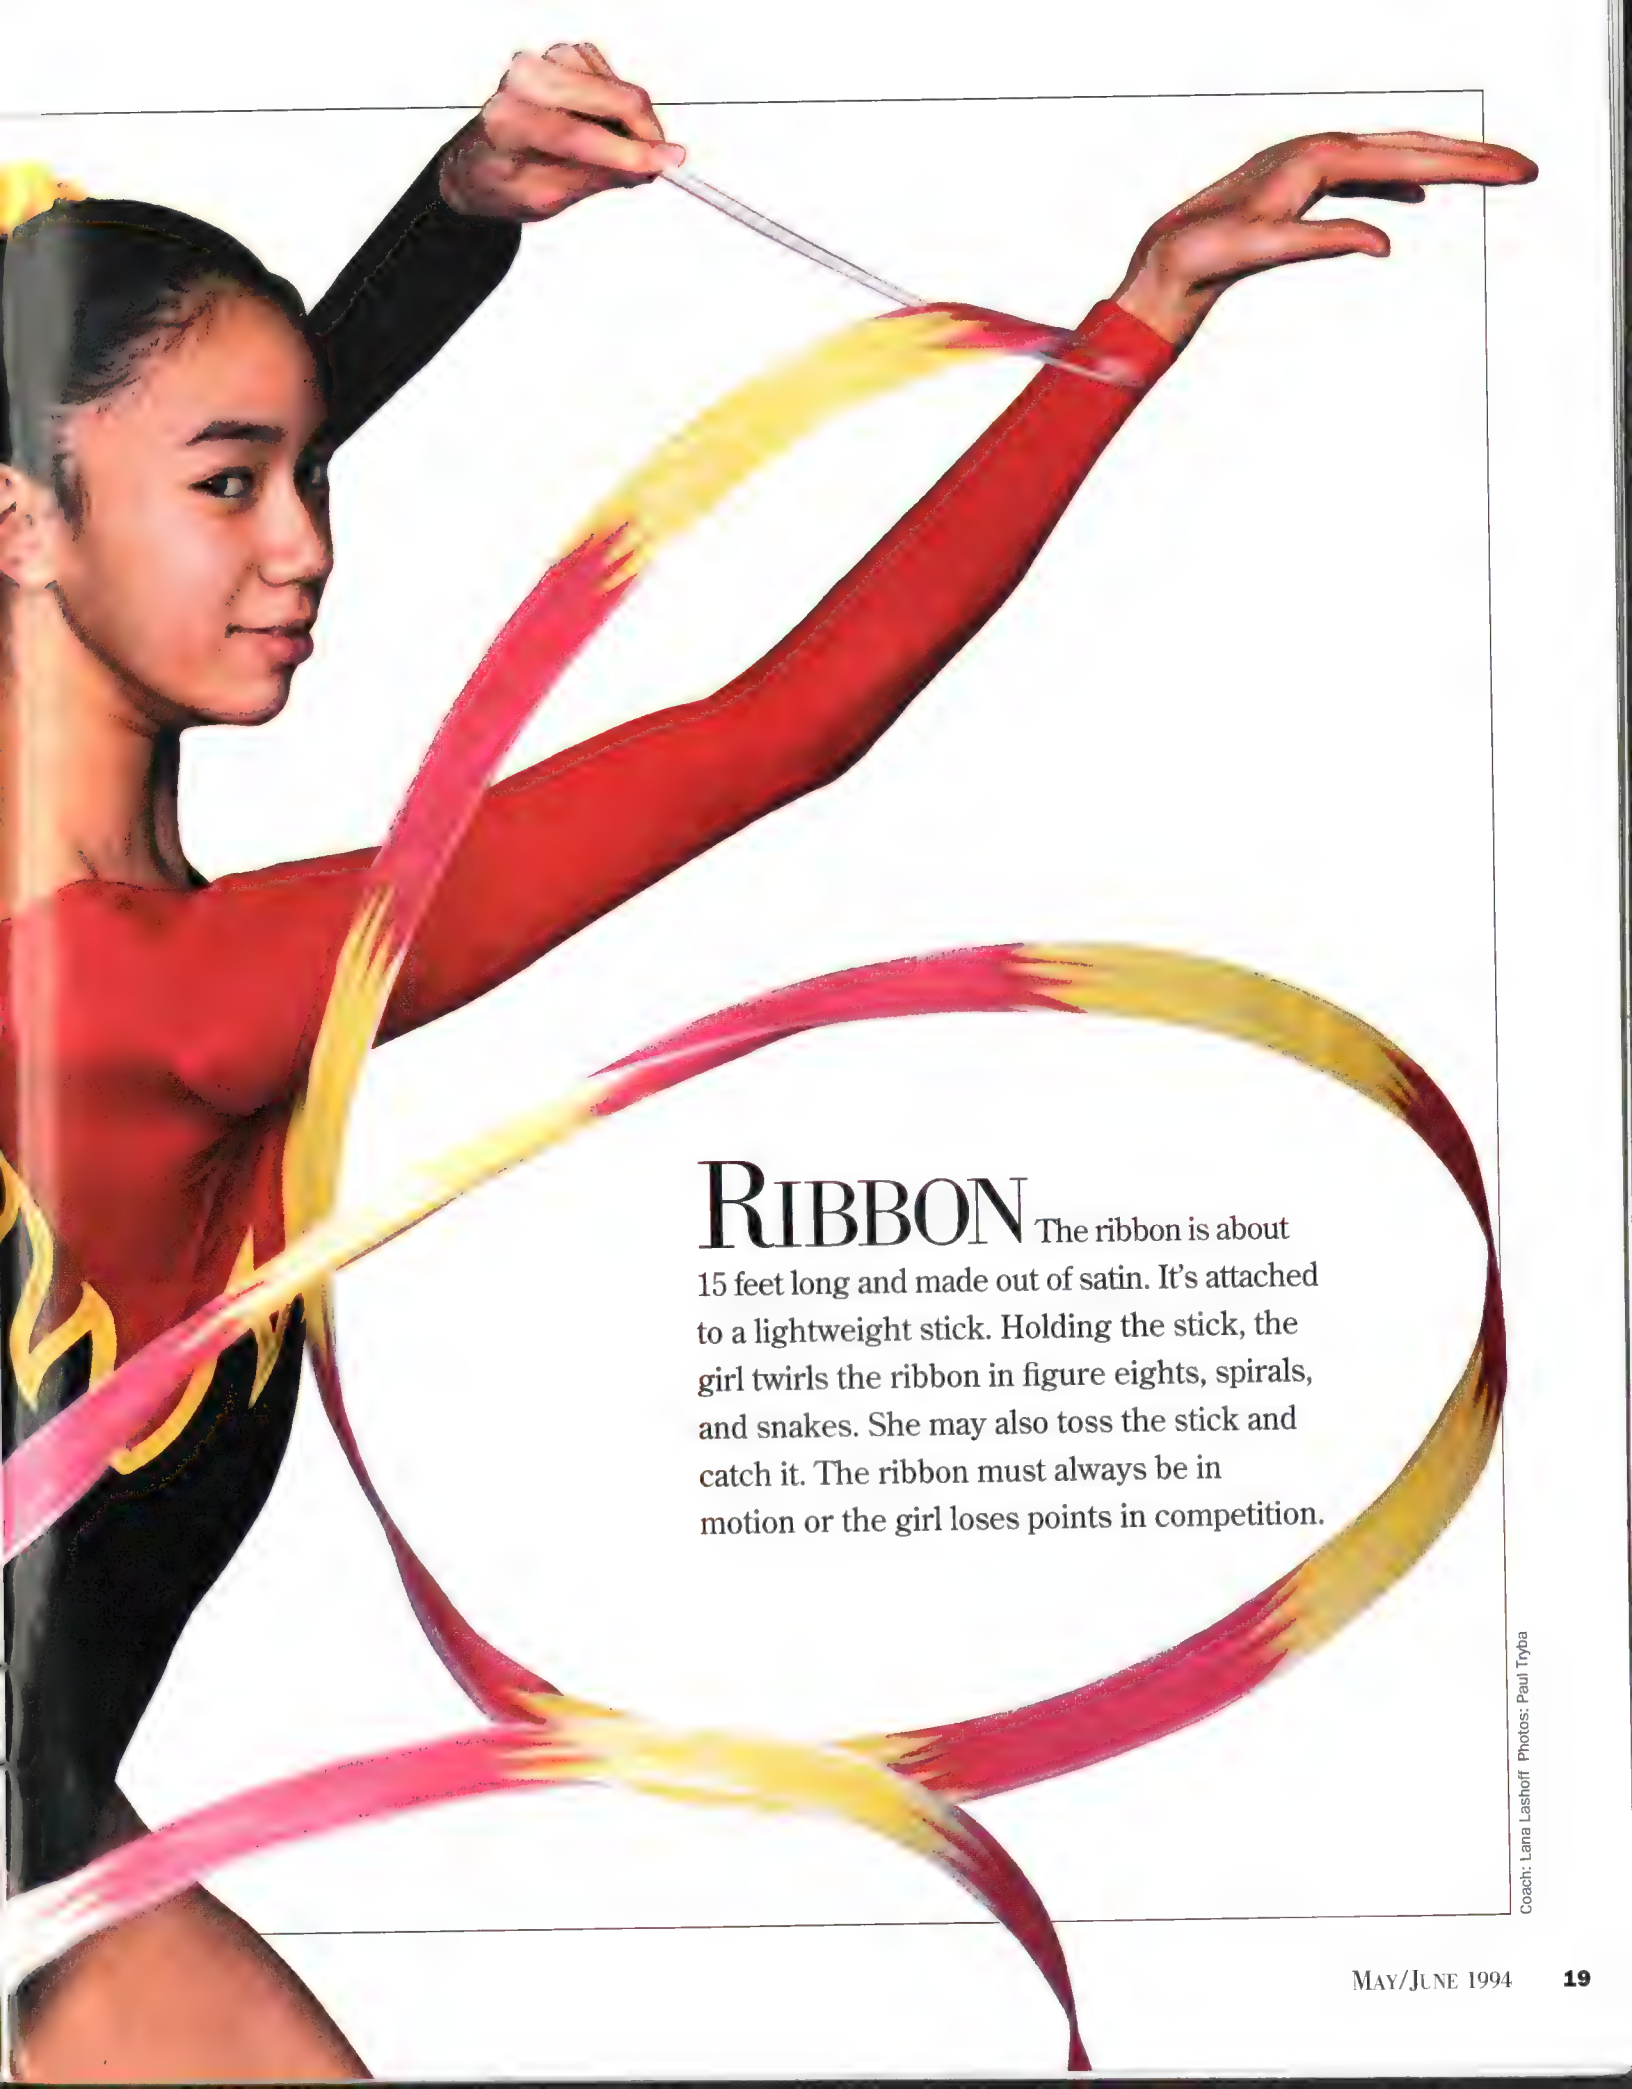 RIBBON The ribbon is about
15 feet long and made out of satin. It's attached
to a lightweight stick. Holding the stick, the
girl twirls the ribbon in figure eights, spirals,
and snakes. She may also toss the stick and
catch it. The ribbon must always be in
motion or the girl loses points in competition.
Coach: Lana Lashoff Photos: Paul Tryba
MAY/JUNE 1994 19